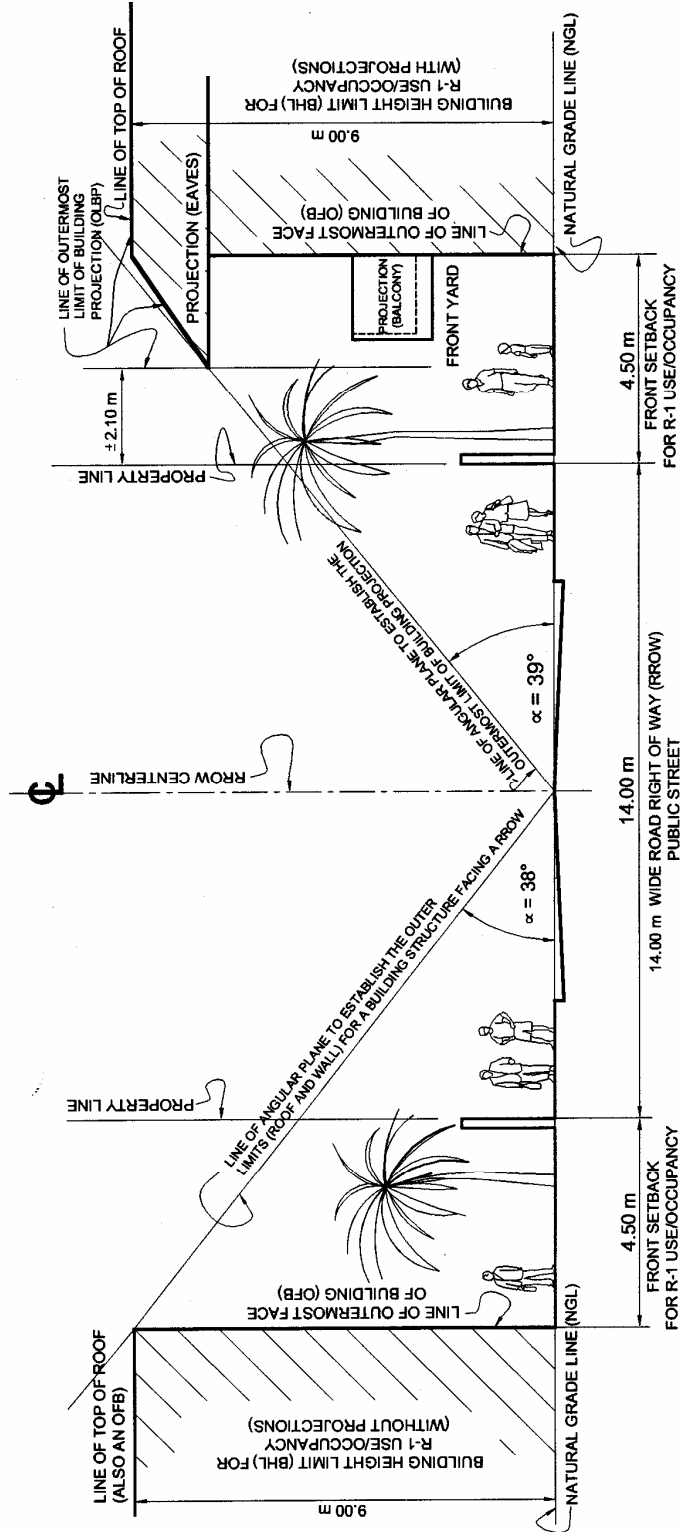 LINE OF TOP OF ROOF
(ALSO AN OFB)
9.00 m
BUILDING HEIGHT LIMIT (BHL) FOR
R-1 USE/OCCUPANCY
(WITHOUT PROJECTIONS)
NATURAL GRADE LINE (NGL)
LINE OF OUTERMOST FACE
OF BUILDING (OFB)
4.50 m
FRONT SETBACK
FOR R-1 USE/OCCUPANCY
PROPERTY LINE
LINE OF ANGULAR PLANE TO ESTABLISH THE OUTER
LIMITS (ROOF AND WALL) FOR A BUILDING STRUCTURE FACING A RROW
α = 38°
CL
RROW CENTERLINE
14.00 m
14.00 m WIDE ROAD RIGHT OF WAY (RROW)
PUBLIC STREET
α = 39°
LINE OF ANGULAR PLANE TO ESTABLISH THE
OUTERMOST LIMIT OF BUILDING PROJECTION
PROPERTY LINE
±2.10 m
LINE OF OUTERMOST
LIMIT OF BUILDING
PROJECTION (OLBP)
LINE OF TOP OF ROOF
PROJECTION (EAVES)
PROJECTION
(BALCONY)
FRONT YARD
LINE OF OUTERMOST FACE
OF BUILDING (OFB)
4.50 m
FRONT SETBACK
FOR R-1 USE/OCCUPANCY
9.00 m
BUILDING HEIGHT LIMIT (BHL) FOR
R-1 USE/OCCUPANCY
(WITH PROJECTIONS)
NATURAL GRADE LINE (NGL)